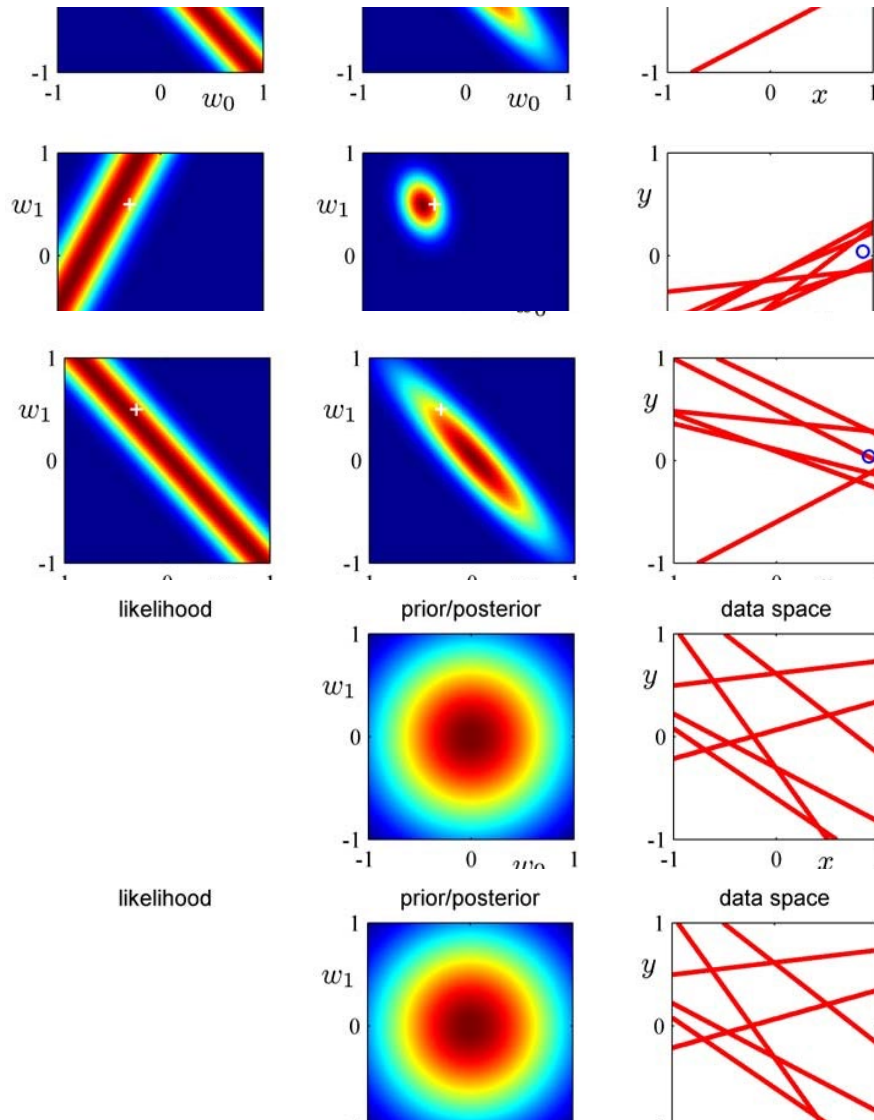 -1 -1 -1
-1 0 w₀ 1 -1 w₀ 1 -1 0 x 1
1 1 1
w₁ w₁ y
0 0 0
w₀
1 1 1
w₁ w₁ y
0 0 0
-1 -1 -1
likelihood prior/posterior data space
1 1
w₁ y
0 0
-1 -1
-1 0 w₀ 1 -1 0 x 1
likelihood prior/posterior data space
1 1
w₁ y
0 0